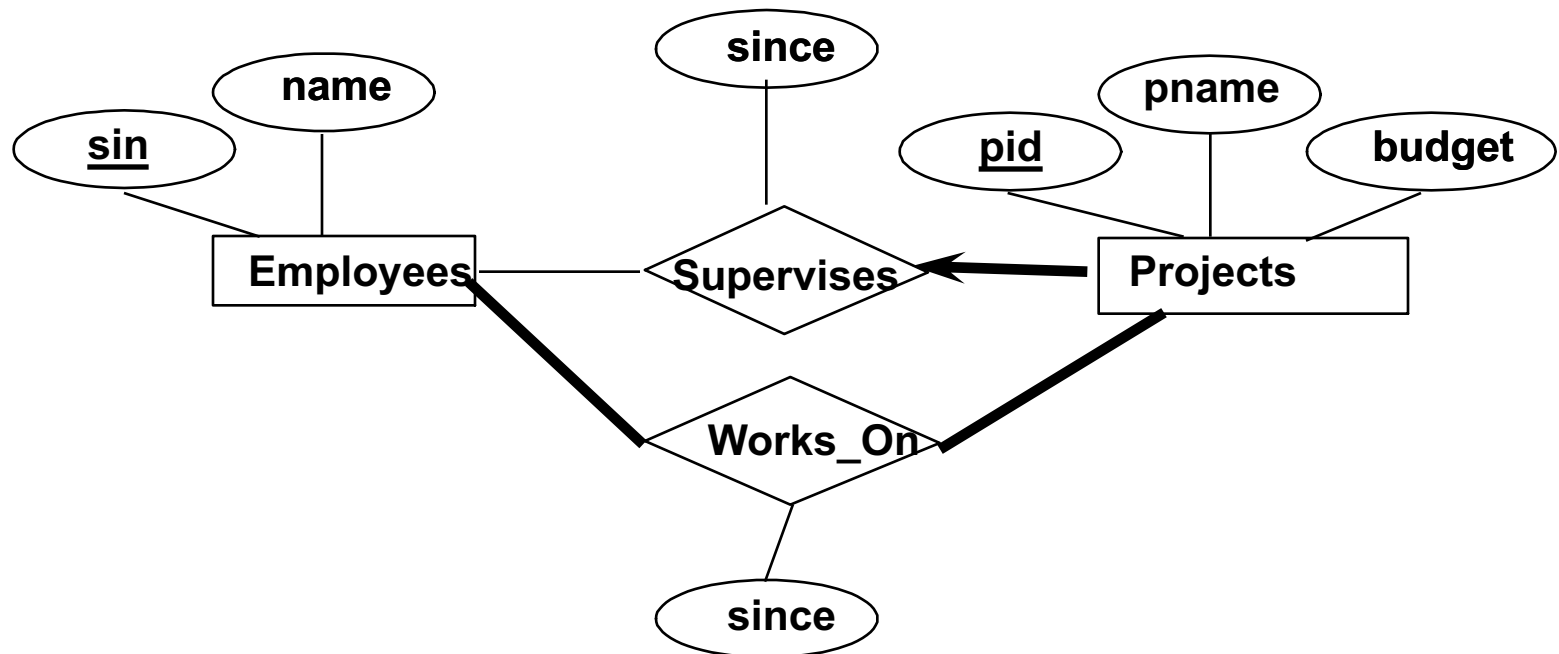 since
name
pname
sin
pid
budget
Employees
Supervises
Projects
Works_On
since